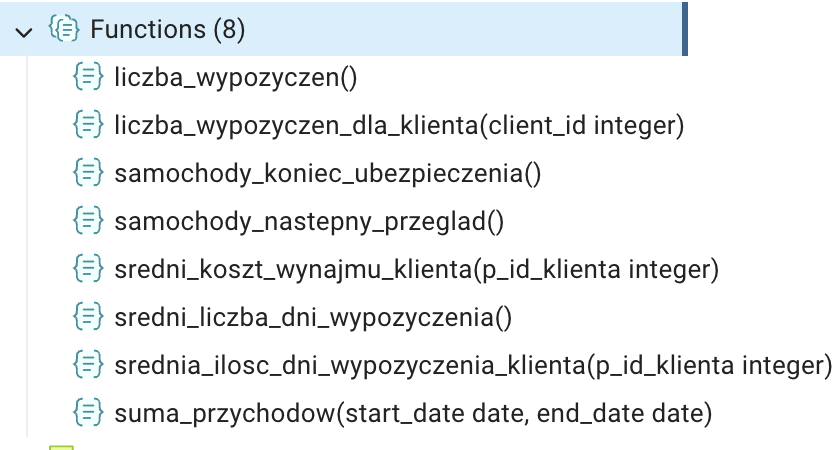 Functions (8)
liczba_wypozyczen()
liczba_wypozyczen_dla_klienta(client_id integer)
samochody_koniec_ubezpieczenia()
samochody_nastepny_przeglad()
sredni_koszt_wynajmu_klienta(p_id_klienta integer)
sredni_liczba_dni_wypozyczenia()
srednia_ilosc_dni_wypozyczenia_klienta(p_id_klienta integer)
suma_przychodow(start_date date, end_date date)